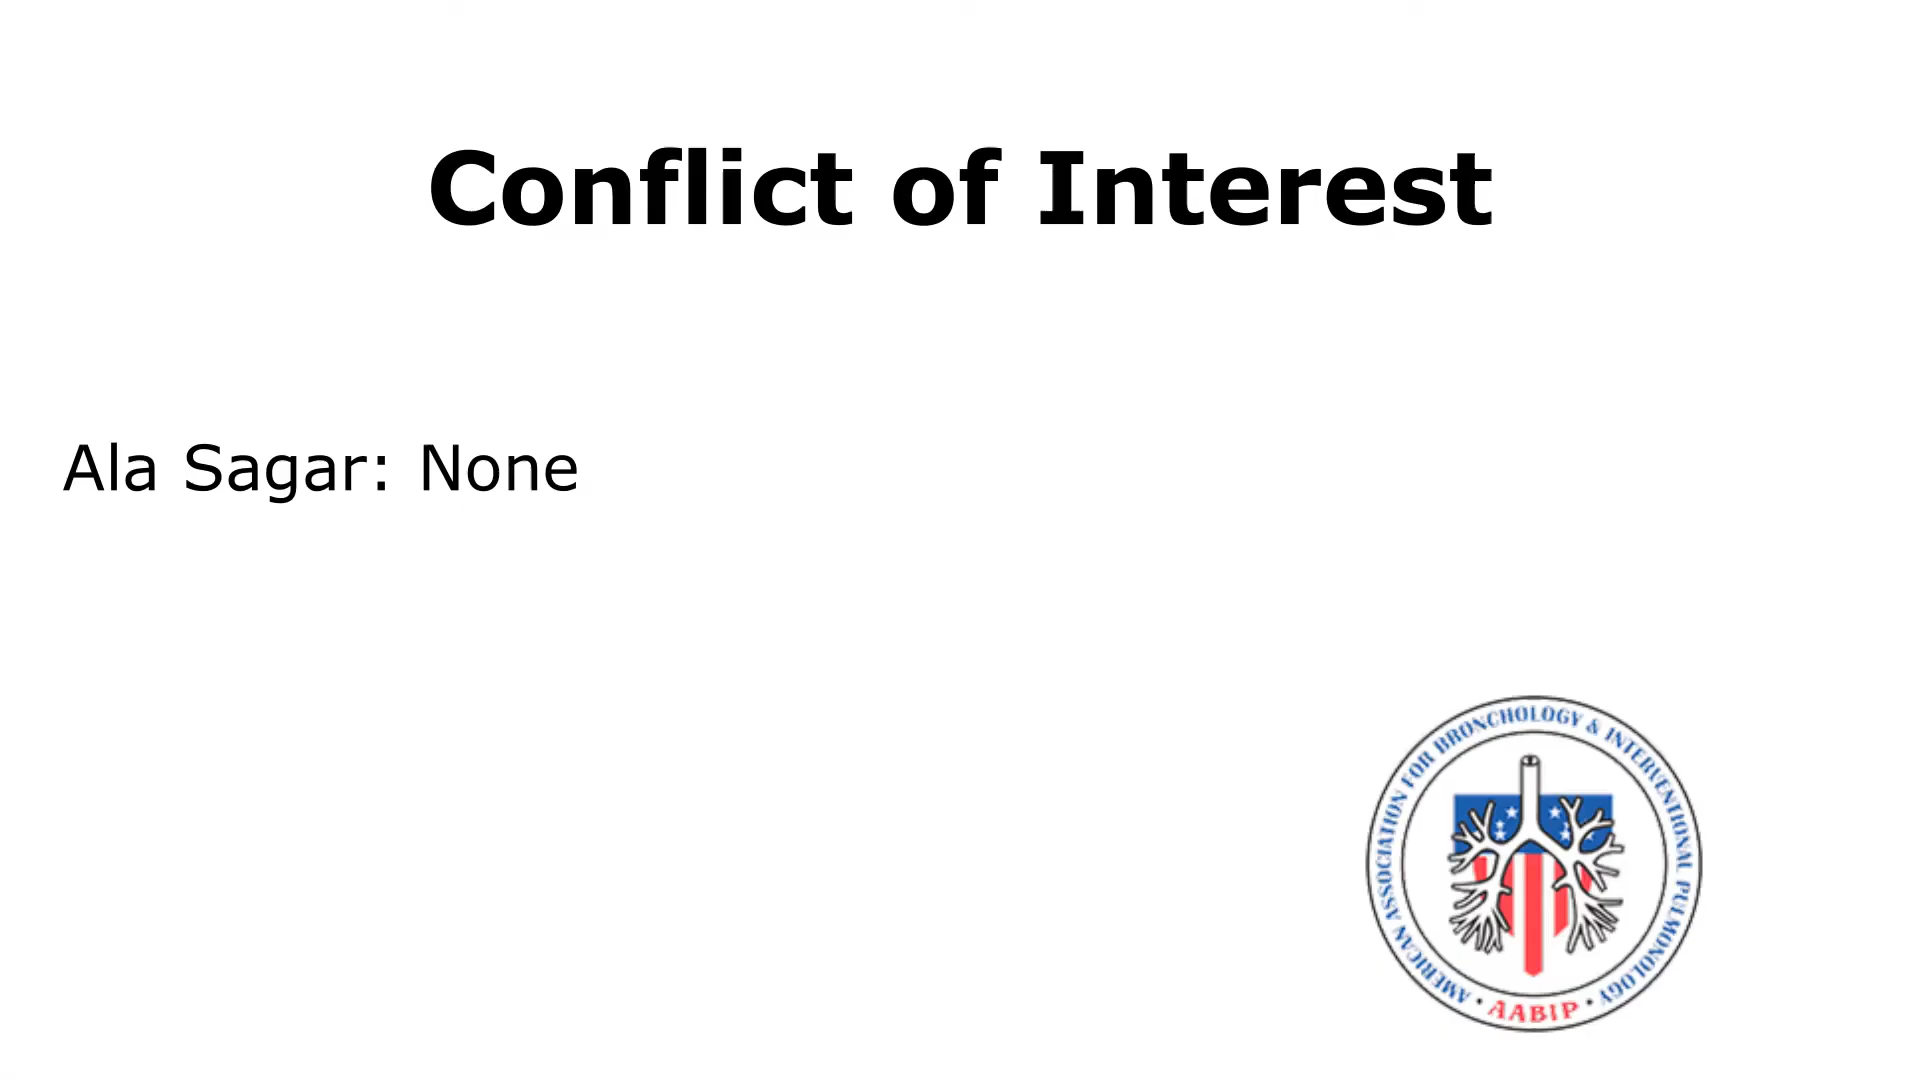 Conflict of Interest
Ala Sagar: None
AMERICAN ASSOCIATION FOR BRONCHOLOGY & INTERVENTIONAL PULMONOLOGY
• AABIP •